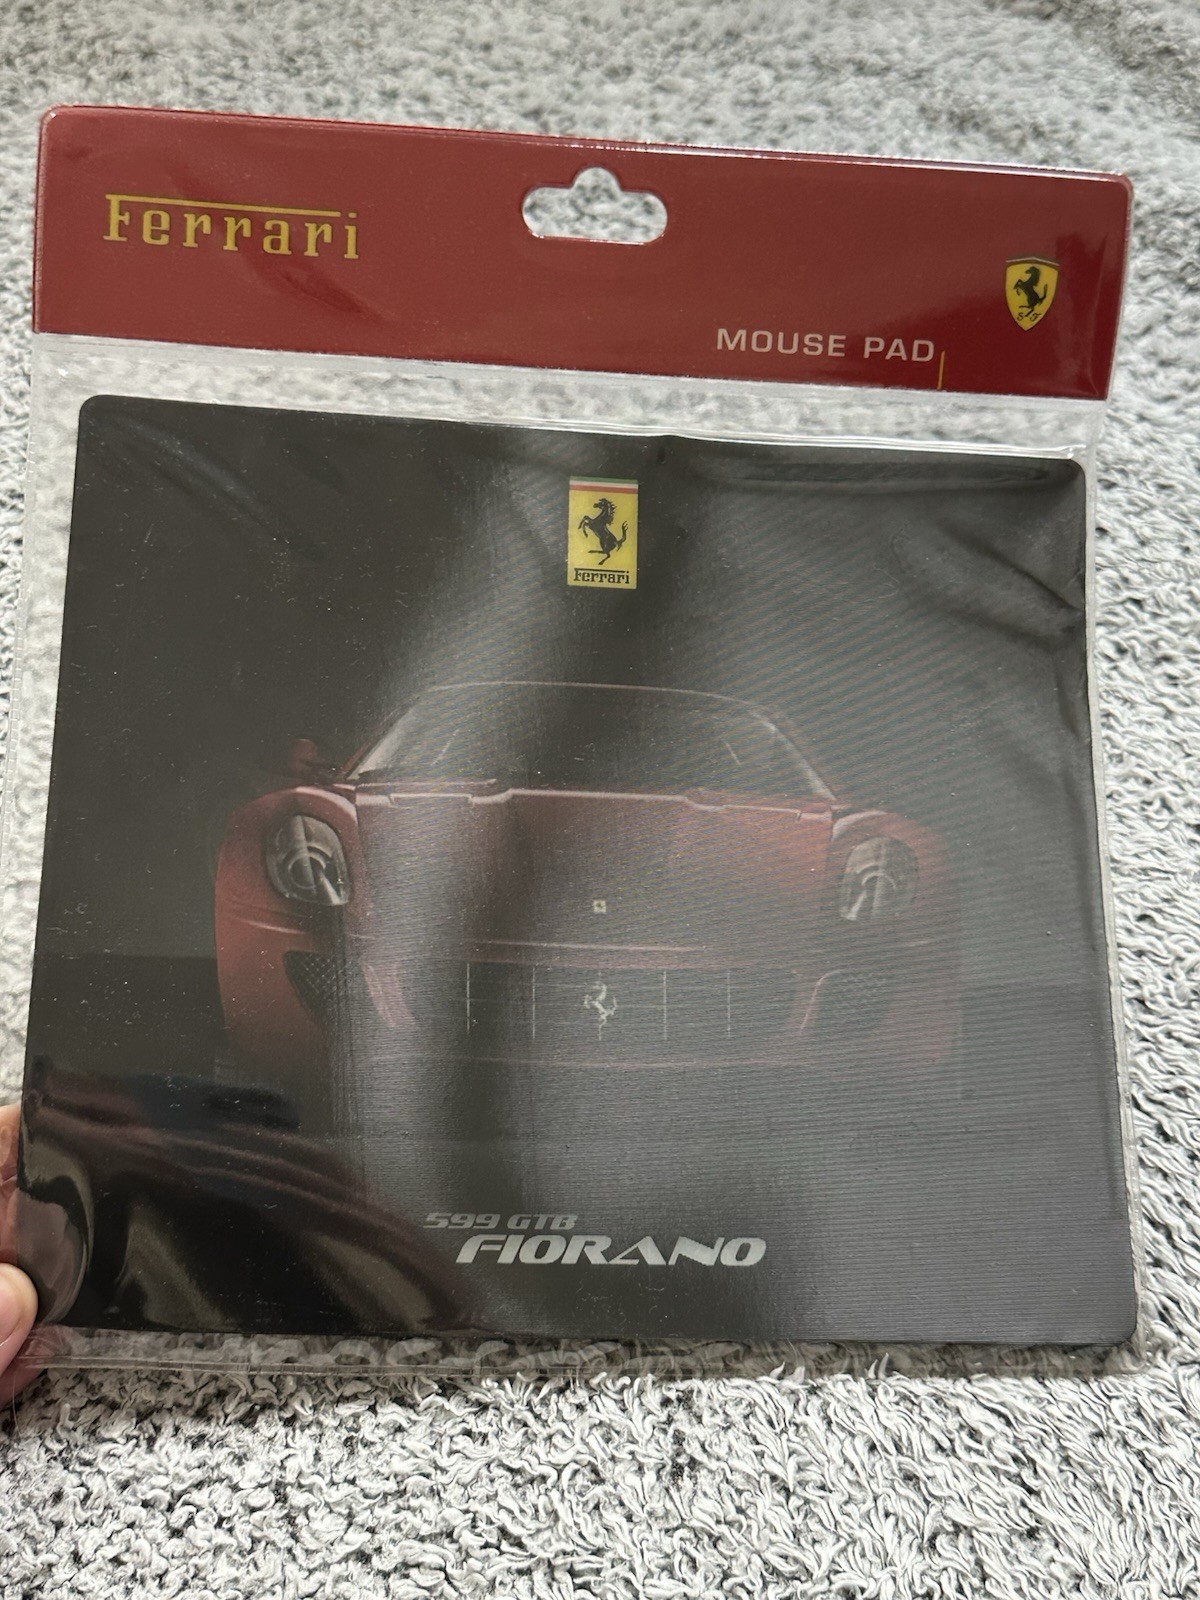 Ferrari
S F
MOUSE PAD
Ferrari
599 GTB
FIORANO